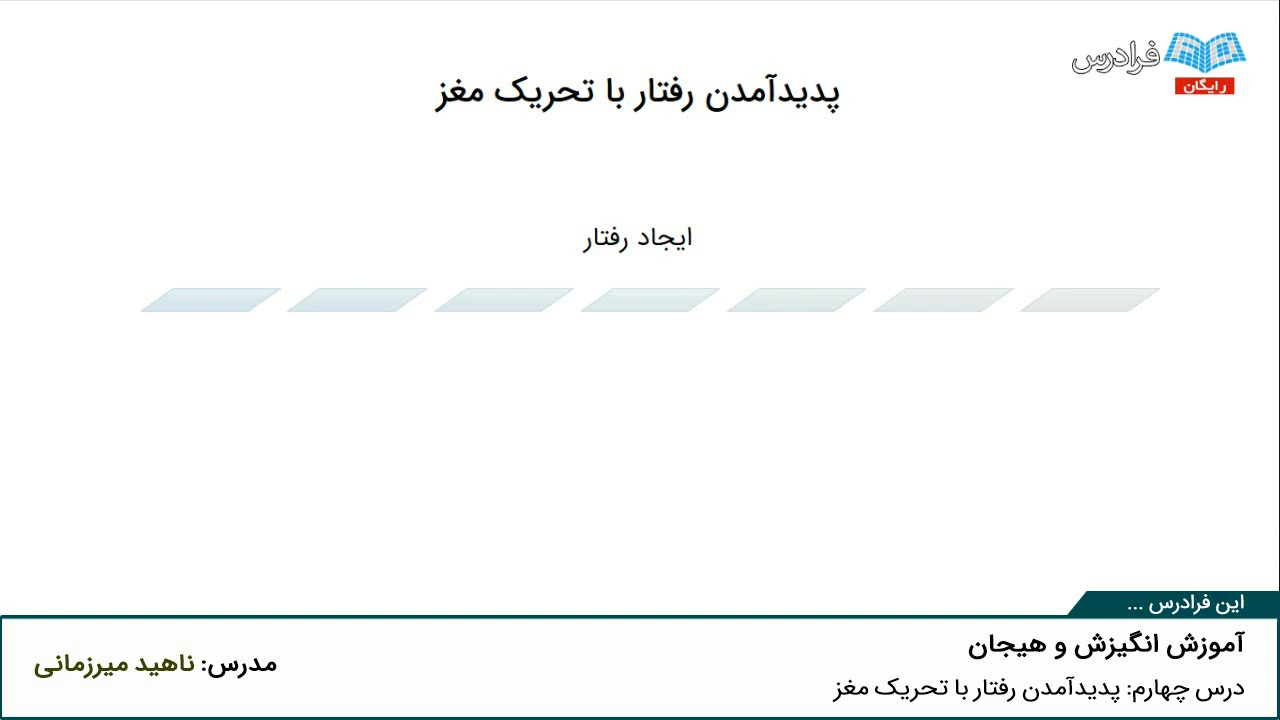 فرادرس
رایگان
پدیدآمدن رفتار با تحریک مغز
ایجاد رفتار
این فرادرس ...
آموزش انگیزش و هیجان
مدرس: ناهید میرزمانی
درس چهارم: پدیدآمدن رفتار با تحریک مغز